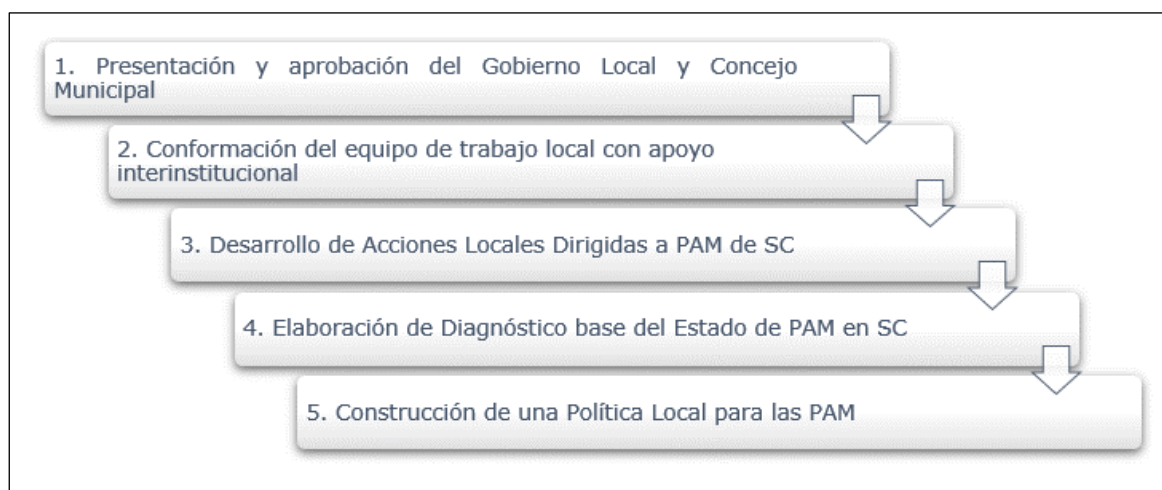 1. Presentación y aprobación del Gobierno Local y Concejo
Municipal
2. Conformación del equipo de trabajo local con apoyo
interinstitucional
3. Desarrollo de Acciones Locales Dirigidas a PAM de SC
4. Elaboración de Diagnóstico base del Estado de PAM en SC
5. Construcción de una Política Local para las PAM